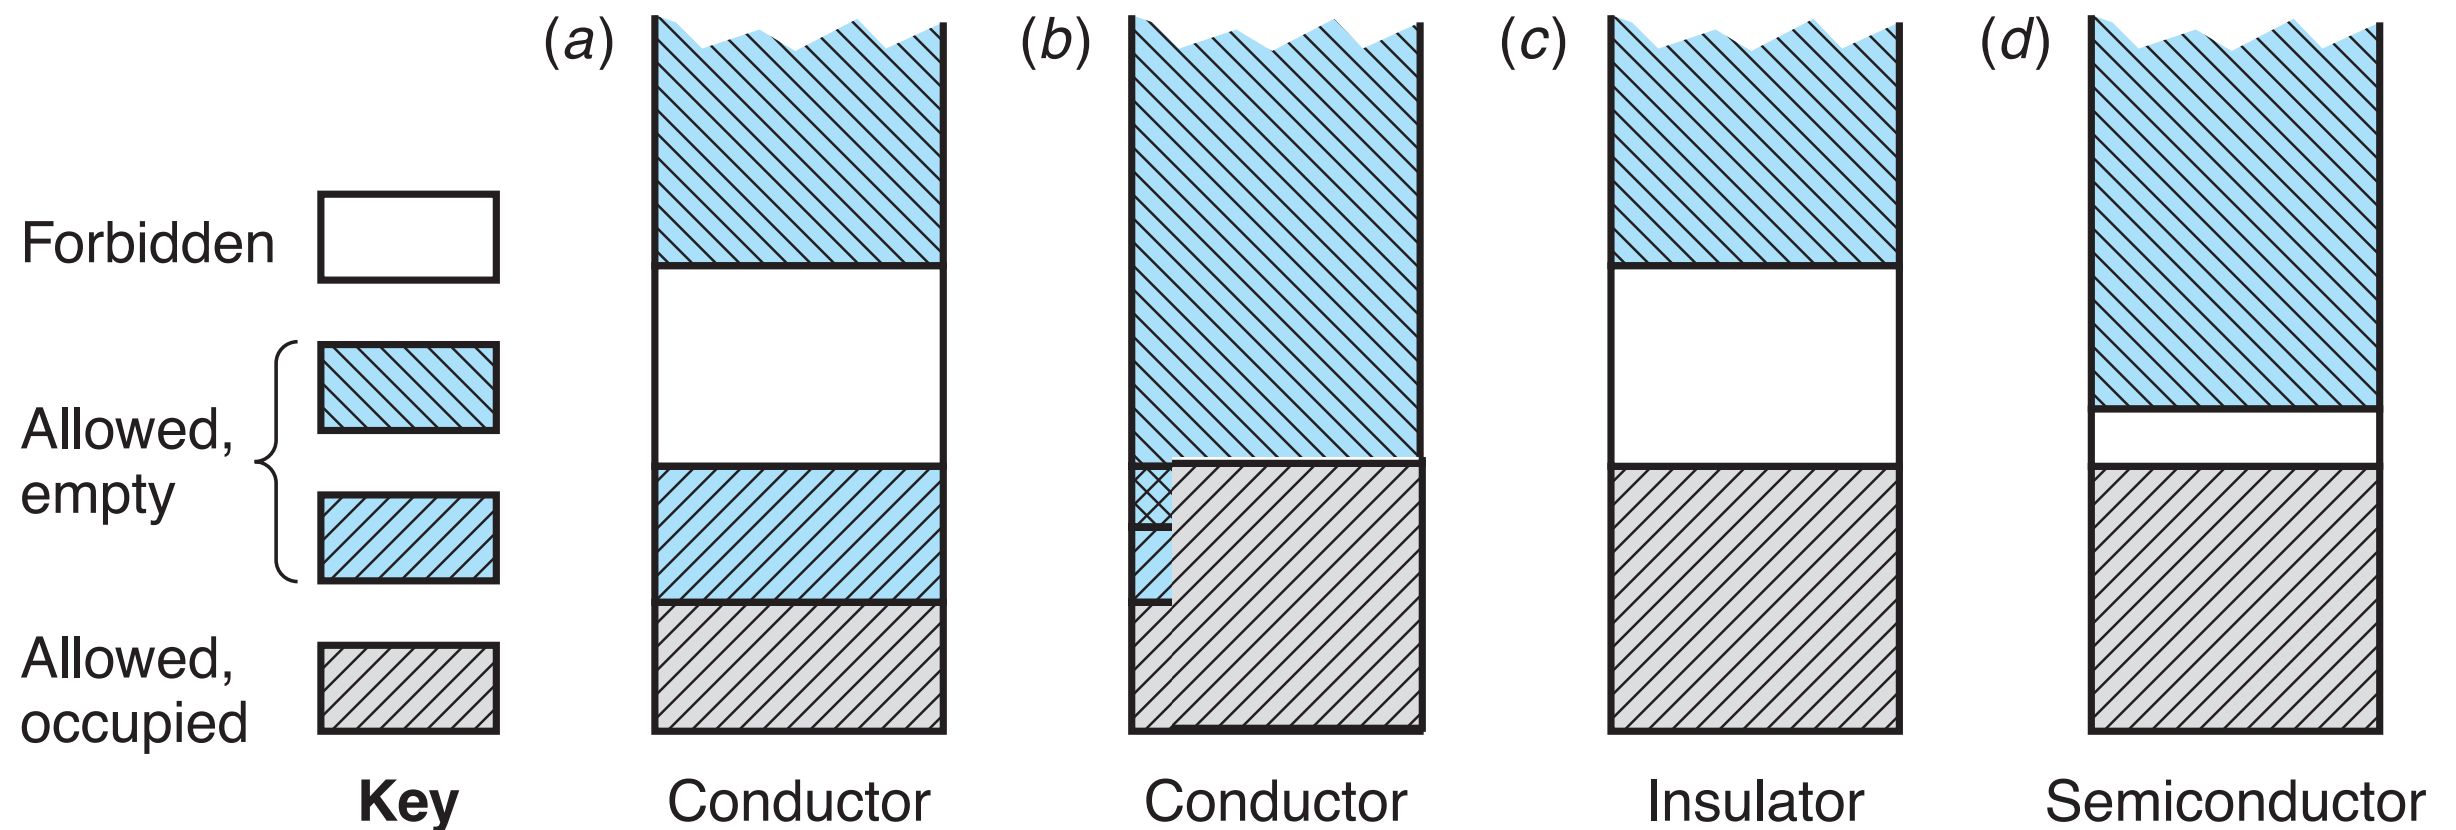 (a)
(b)
(c)
(d)
Forbidden
Allowed,
empty
Allowed,
occupied
Key
Conductor
Conductor
Insulator
Semiconductor